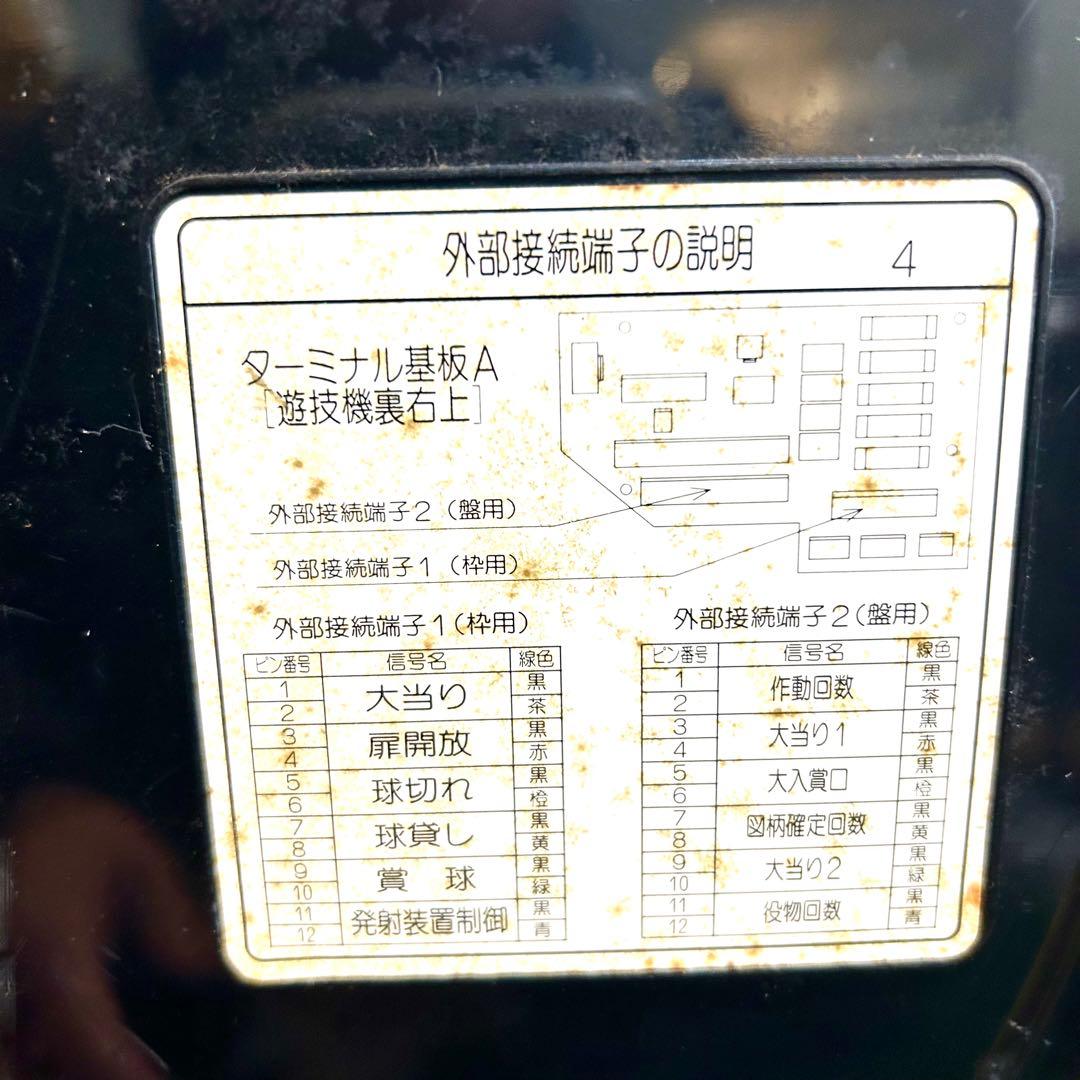 外部接続端子の説明 4
ターミナル基板A
[遊技機裏右上]
外部接続端子2（盤用）
外部接続端子1（枠用）
外部接続端子1（枠用）
ピン番号 信号名 線色
1 大当り 黒
2 茶
3 扉開放 黒
4 赤
5 球切れ 黒
6 橙
7 球貸し 黒
8 黄
9 賞 球 黒
10 緑
11 発射装置制御 黒
12 青
外部接続端子2（盤用）
ピン番号 信号名 線色
1 作動回数 黒
2 茶
3 大当り1 黒
4 赤
5 大入賞口 黒
6 橙
7 図柄確定回数 黒
8 黄
9 大当り2 黒
10 緑
11 役物回数 黒
12 青